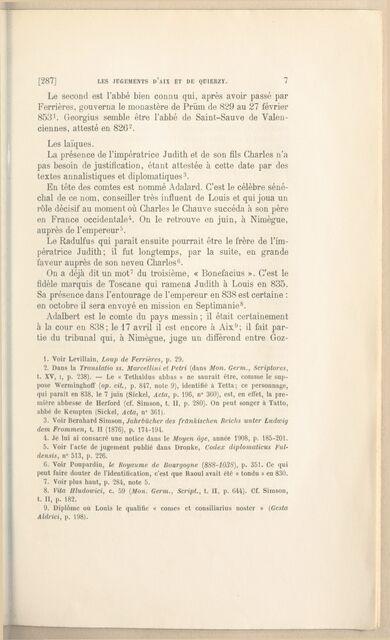 [287] LES JUGEMENTS D'AIX ET DE QUIERZY. 7
Le second est l'abbé bien connu qui, après avoir passé par
Ferrières, gouverna le monastère de Prüm de 829 au 27 février
853¹. Georgius semble être l'abbé de Saint-Sauve de Valen-
ciennes, attesté en 826².
Les laïques.
La présence de l'impératrice Judith et de son fils Charles n'a
pas besoin de justification, étant attestée à cette date par des
textes annalistiques et diplomatiques³.
En tête des comtes est nommé Adalard. C'est le célèbre séné-
chal de ce nom, conseiller très influent de Louis et qui joua un
rôle décisif au moment où Charles le Chauve succéda à son père
en France occidentale⁴. On le retrouve en juin, à Nimègue,
auprès de l'empereur⁵.
Le Radulfus qui parait ensuite pourrait être le frère de l'im-
pératrice Judith; il fut longtemps, par la suite, en grande
faveur auprès de son neveu Charles⁶.
On a déjà dit un mot⁷ du troisième, « Bonefacius ». C'est le
fidèle marquis de Toscane qui ramena Judith à Louis en 835.
Sa présence dans l'entourage de l'empereur en 838 est certaine :
en octobre il sera envoyé en mission en Septimanie⁸.
Adalbert est le comte du pays messin; il était certainement
à la cour en 838; le 17 avril il est encore à Aix⁹; il fait par-
tie du tribunal qui, à Nimègue, juge un différend entre Goz-
1. Voir Levillain, Loup de Ferrières, p. 29.
2. Dans la Translatio ss. Marcellini et Petri (dans Mon. Germ., Scriptores,
t. XV, 1, p. 238). — Le « Tethaldus abbas » ne saurait être, comme le sup-
pose Werminghoff (op. cit., p. 847, note 9), identifié à Tetta; ce personnage,
qui parait en 838, le 7 juin (Sickel, Acta, p. 196, n° 360), est, en effet, la pre-
mière abbesse de Herford (cf. Simson, t. II, p. 280). On peut songer à Tatto,
abbé de Kempten (Sickel, Acta, n° 361).
3. Voir Bernhard Simson, Jahrbücher des fränkischen Reichs unter Ludwig
dem Frommen, t. II (1876), p. 174-194.
4. Je lui ai consacré une notice dans le Moyen âge, année 1908, p. 185-201.
5. Voir l'acte de jugement publié dans Dronke, Codex diplomaticus Ful-
densis, n° 513, p. 226.
6. Voir Poupardin, le Royaume de Bourgogne (888-1038), p. 351. Ce qui
peut faire douter de l'identification, c'est que Raoul avait été « tondu » en 830.
7. Voir plus haut, p. 284, note 5.
8. Vita Hludowici, c. 59 (Mon. Germ., Script., t. II, p. 644). Cf. Simson,
t. II, p. 182.
9. Diplôme où Louis le qualifie « comes et consiliarius noster » (Gesta
Aldrici, p. 198).